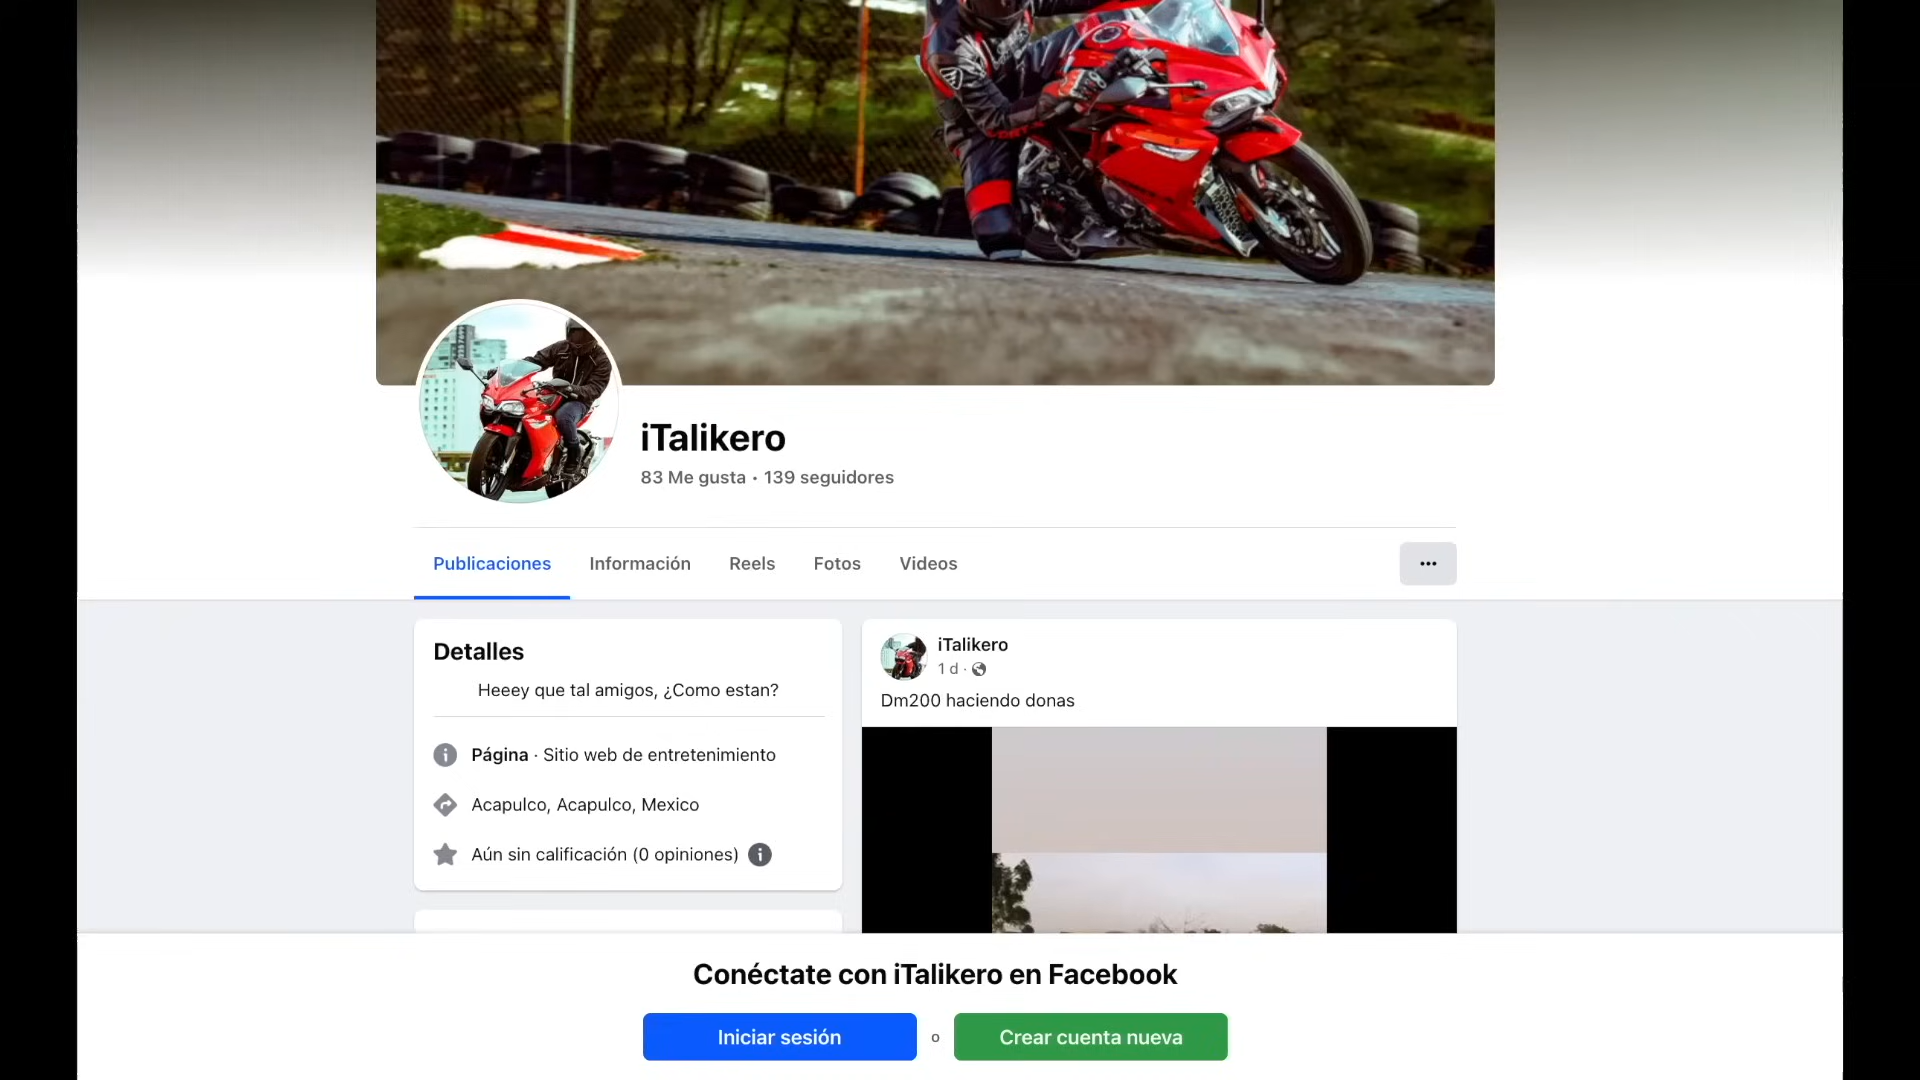 iTalikero
83 Me gusta • 139 seguidores
Publicaciones
Información
Reels
Fotos
Videos
Detalles
Heeey que tal amigos, ¿Como estan?
Página · Sitio web de entretenimiento
Acapulco, Acapulco, Mexico
Aún sin calificación (0 opiniones)
iTalikero
1 d ·
Dm200 haciendo donas
Conéctate con iTalikero en Facebook
Iniciar sesión
o
Crear cuenta nueva